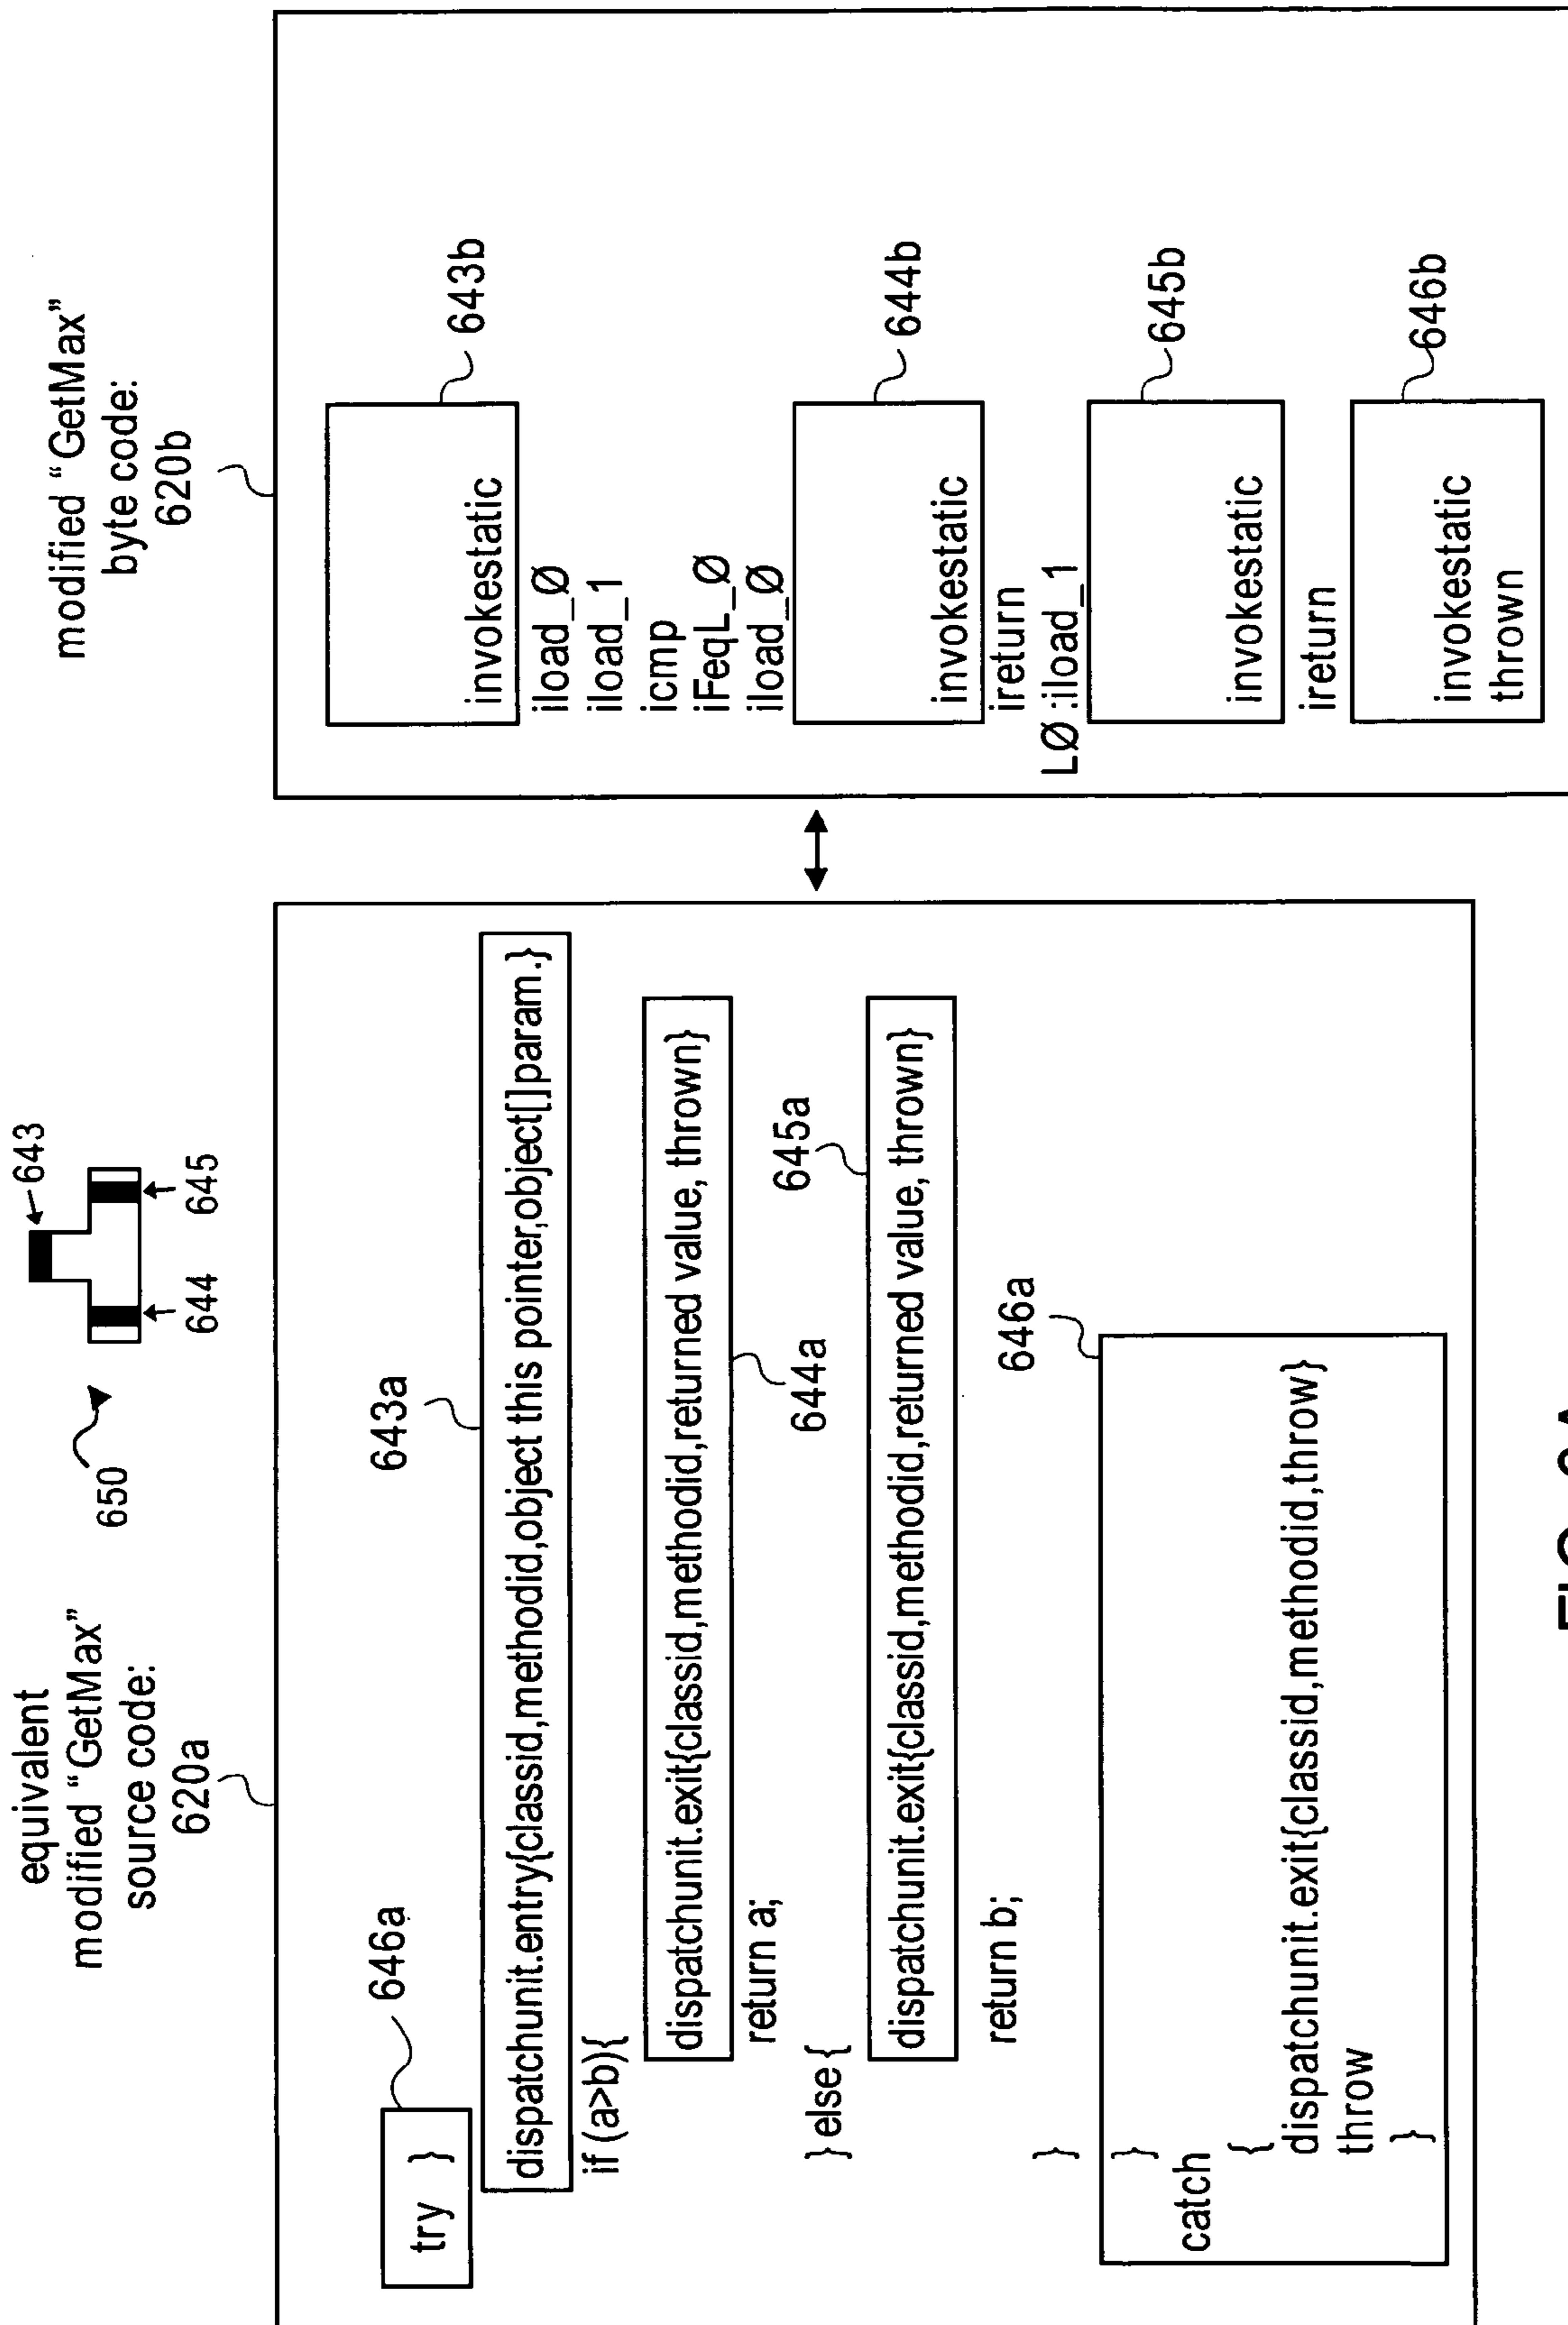 equivalent
modified "GetMax"
source code:
620a
650
643
644
645
646a
try }
643a
dispatchunit.entry{classid,methodid,object this pointer,object[]param.}
if (a>b){
dispatchunit.exit{classid,methodid,returned value, thrown}
644a
return a;
645a
} else {
dispatchunit.exit{classid,methodid,returned value, thrown}
return b;
646a
}
}
catch
{
dispatchunit.exit{classid,methodid,throw}
throw
}
modified "GetMax"
byte code:
620b
invokestatic
643b
iload_Ø
iload_1
icmp
iFeqL_Ø
iload_Ø
invokestatic
644b
ireturn
LØ:iload_1
invokestatic
645b
ireturn
invokestatic
thrown
646b
FIG.